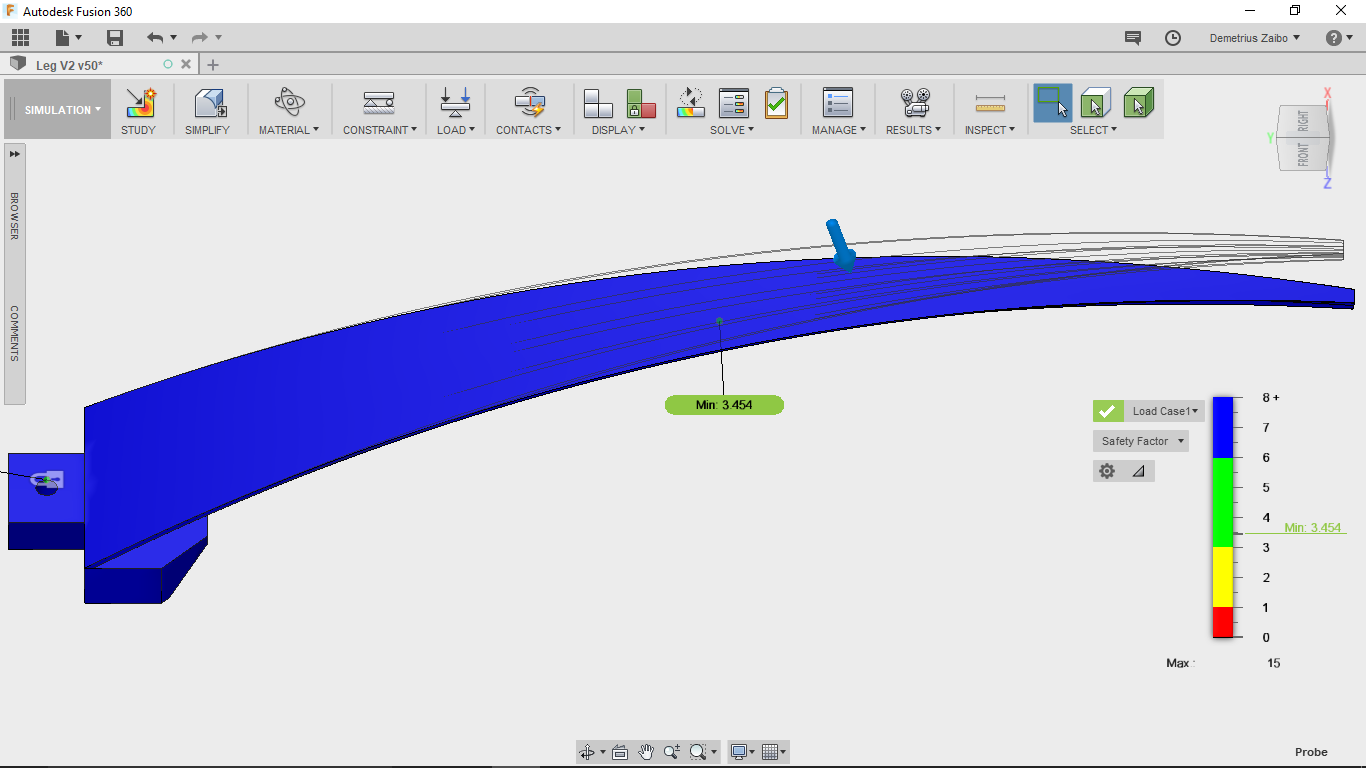 Autodesk Fusion 360
Demetrius Zaibo
Leg V2 v50*
SIMULATION
STUDY
SIMPLIFY
MATERIAL
CONSTRAINT
LOAD
CONTACTS
DISPLAY
SOLVE
MANAGE
RESULTS
INSPECT
SELECT
X
Y
RIGHT
FRONT
Z
BROWSER
COMMENTS
Min: 3.454
Load Case1
Safety Factor
8 +
7
6
5
4
Min: 3.454
3
2
1
0
Max : 15
Probe